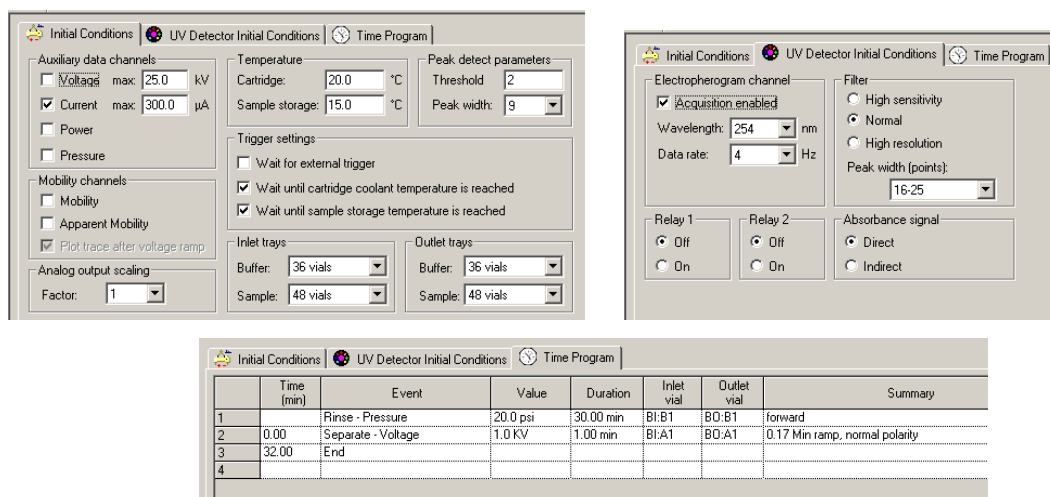 Initial Conditions UV Detector Initial Conditions Time Program
Auxiliary data channels
Voltage max: 25.0 kV
Current max: 300.0 µA
Power
Pressure
Mobility channels
Mobility
Apparent Mobility
Plot trace after voltage ramp
Analog output scaling
Factor: 1
Temperature
Cartridge: 20.0 °C
Sample storage: 15.0 °C
Peak detect parameters
Threshold 2
Peak width: 9
Trigger settings
Wait for external trigger
Wait until cartridge coolant temperature is reached
Wait until sample storage temperature is reached
Inlet trays
Buffer: 36 vials
Sample: 48 vials
Outlet trays
Buffer: 36 vials
Sample: 48 vials
Initial Conditions UV Detector Initial Conditions Time Program
Electropherogram channel
Acquisition enabled
Wavelength: 254 nm
Data rate: 4 Hz
Filter
High sensitivity
Normal
High resolution
Peak width (points):
16-25
Relay 1
Off
On
Relay 2
Off
On
Absorbance signal
Direct
Indirect
Initial Conditions UV Detector Initial Conditions Time Program
Time (min) Event Value Duration Inlet vial Outlet vial Summary
1 Rinse - Pressure 20.0 psi 30.00 min BI:B1 BO:B1 forward
2 0.00 Separate - Voltage 1.0 KV 1.00 min BI:A1 BO:A1 0.17 Min ramp, normal polarity
3 32.00 End
4